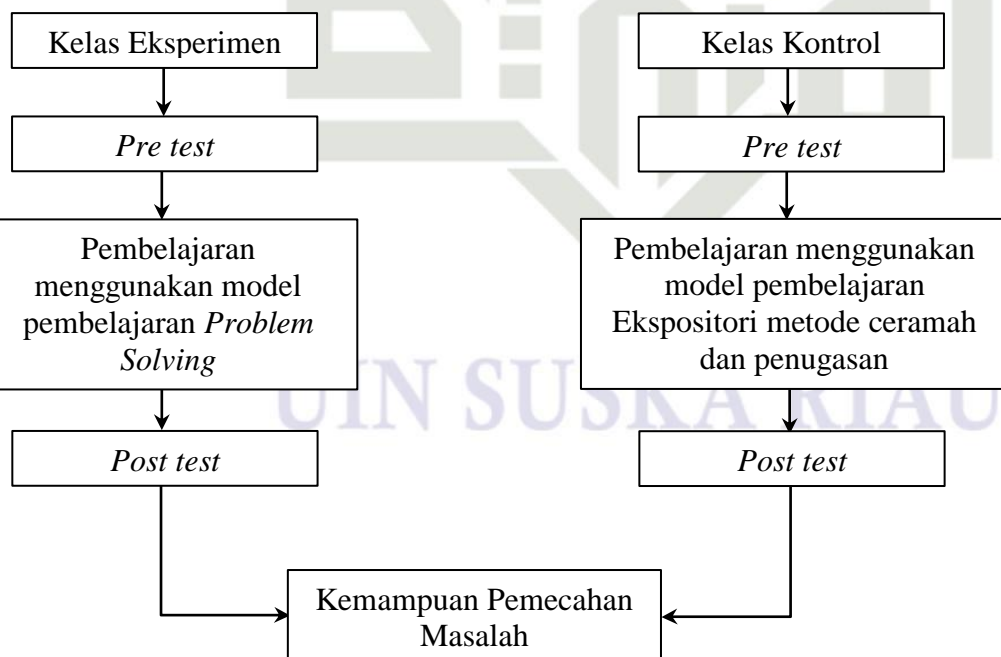 Kelas Eksperimen
Kelas Kontrol
Pre test
Pre test
Pembelajaran
menggunakan model
pembelajaran Problem
Solving
Pembelajaran menggunakan
model pembelajaran
Ekspositori metode ceramah
dan penugasan
UIN SUSKA RIAU
Post test
Post test
Kemampuan Pemecahan
Masalah